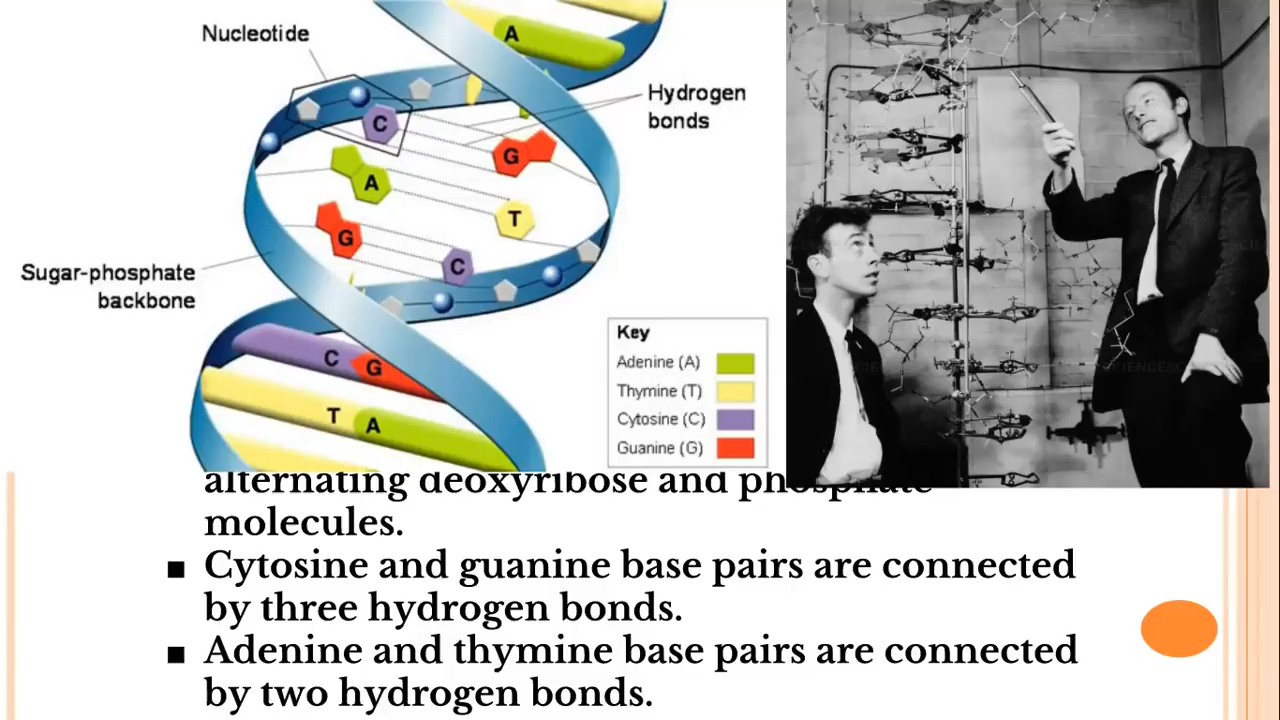 A
Nucleotide
Hydrogen
bonds
C
G
A
T
G
C
Sugar-phosphate
backbone
Key
Adenine (A)
Thymine (T)
Cytosine (C)
Guanine (G)
C G
T A
alternating deoxyribose and phosphate
molecules.
■ Cytosine and guanine base pairs are connected
by three hydrogen bonds.
■ Adenine and thymine base pairs are connected
by two hydrogen bonds.